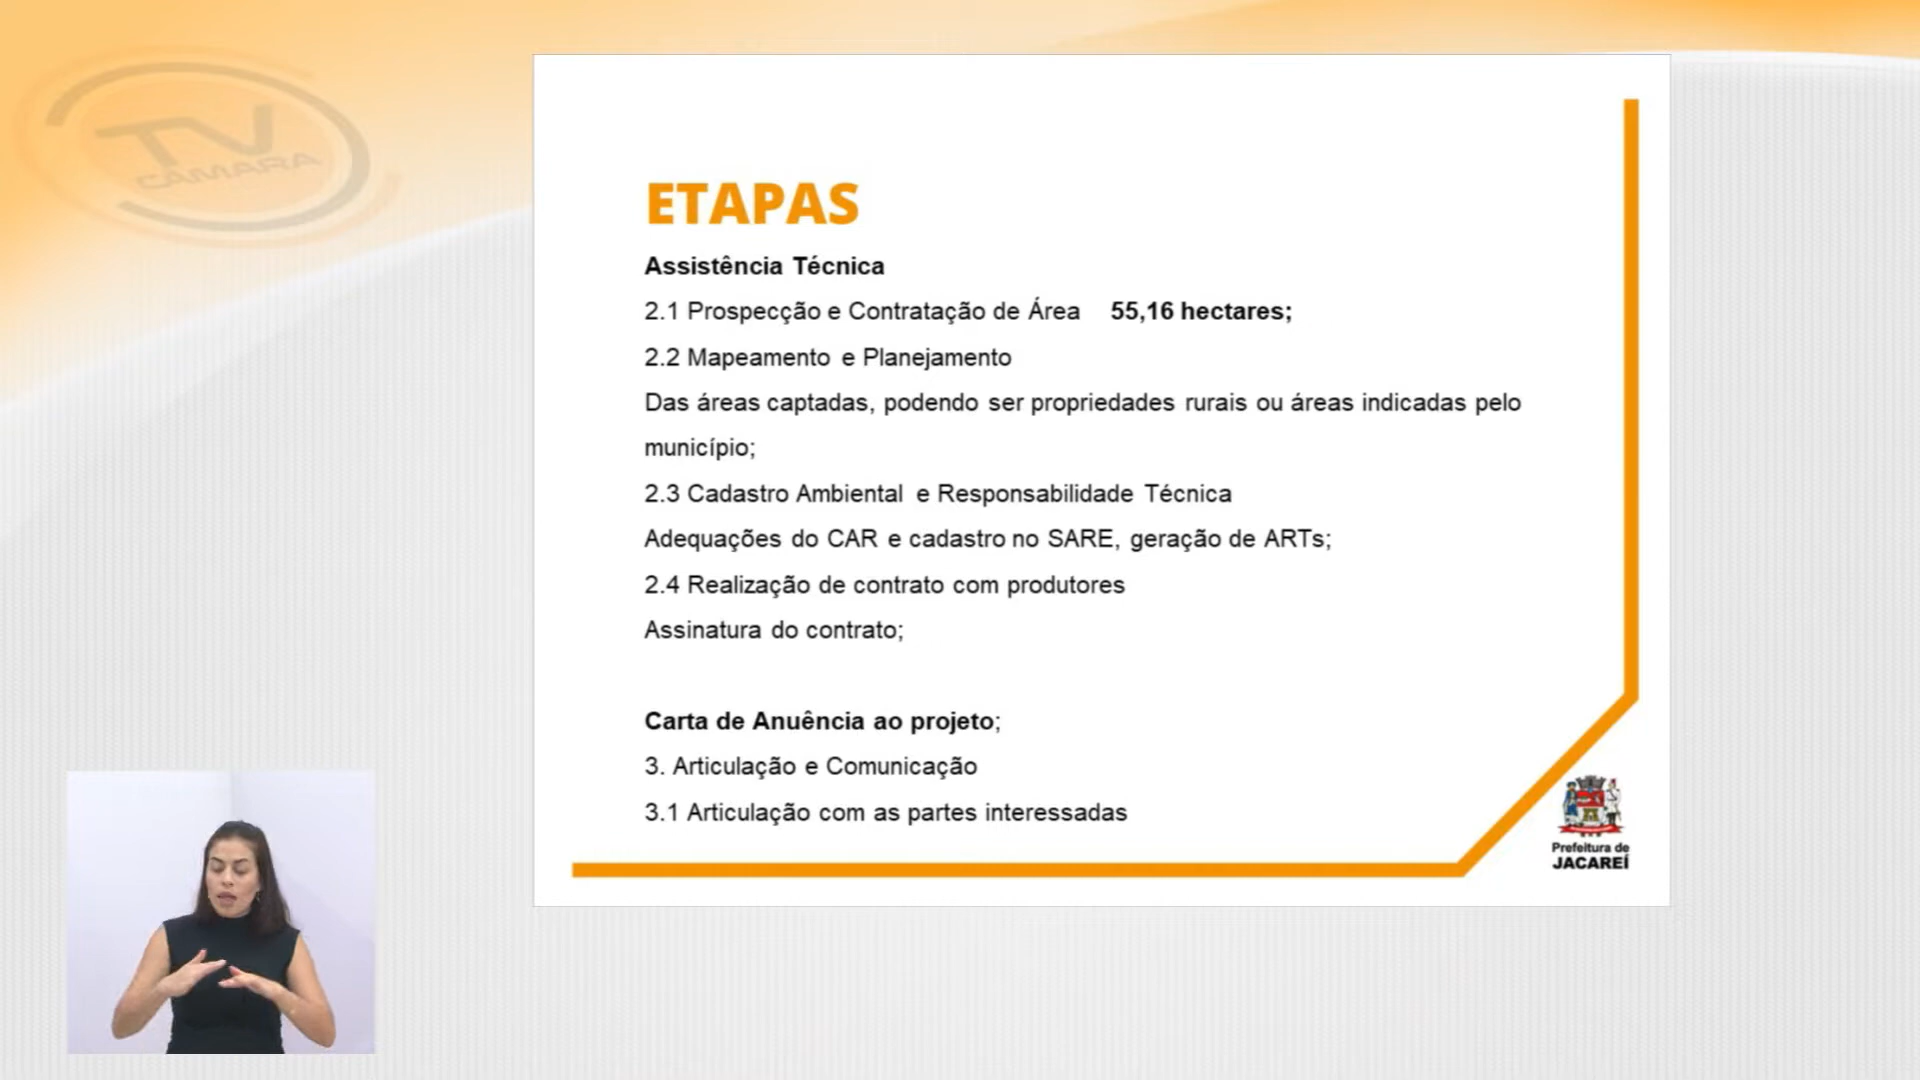 TV
CÂMARA
ETAPAS
Assistência Técnica
2.1 Prospecção e Contratação de Área 55,16 hectares;
2.2 Mapeamento e Planejamento
Das áreas captadas, podendo ser propriedades rurais ou áreas indicadas pelo
município;
2.3 Cadastro Ambiental e Responsabilidade Técnica
Adequações do CAR e cadastro no SARE, geração de ARTs;
2.4 Realização de contrato com produtores
Assinatura do contrato;
Carta de Anuência ao projeto;
3. Articulação e Comunicação
3.1 Articulação com as partes interessadas
Prefeitura de
JACAREÍ